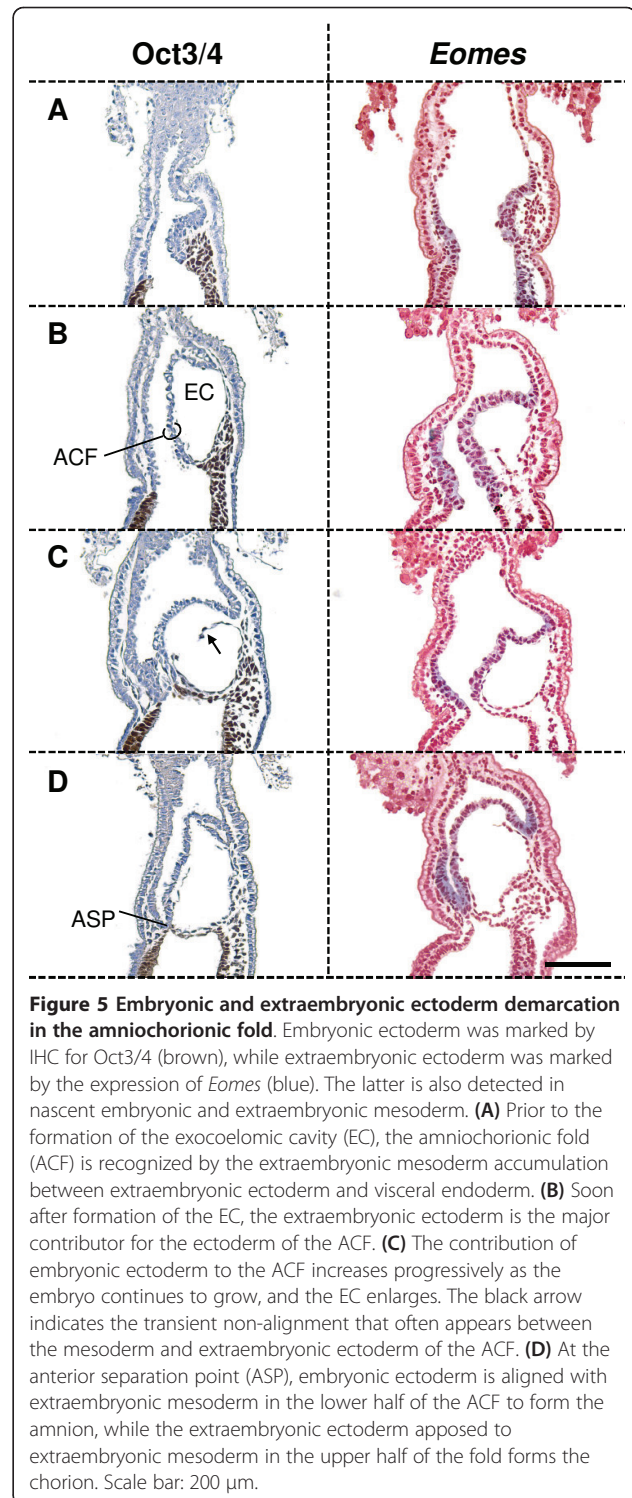 Oct3/4 Eomes
A
B
EC
ACF
C
D
ASP
Figure 5 Embryonic and extraembryonic ectoderm demarcation
in the amniochorionic fold. Embryonic ectoderm was marked by
IHC for Oct3/4 (brown), while extraembryonic ectoderm was marked
by the expression of Eomes (blue). The latter is also detected in
nascent embryonic and extraembryonic mesoderm. (A) Prior to the
formation of the exocoelomic cavity (EC), the amniochorionic fold
(ACF) is recognized by the extraembryonic mesoderm accumulation
between extraembryonic ectoderm and visceral endoderm. (B) Soon
after formation of the EC, the extraembryonic ectoderm is the major
contributor for the ectoderm of the ACF. (C) The contribution of
embryonic ectoderm to the ACF increases progressively as the
embryo continues to grow, and the EC enlarges. The black arrow
indicates the transient non-alignment that often appears between
the mesoderm and extraembryonic ectoderm of the ACF. (D) At the
anterior separation point (ASP), embryonic ectoderm is aligned with
extraembryonic mesoderm in the lower half of the ACF to form the
amnion, while the extraembryonic ectoderm apposed to
extraembryonic mesoderm in the upper half of the fold forms the
chorion. Scale bar: 200 μm.